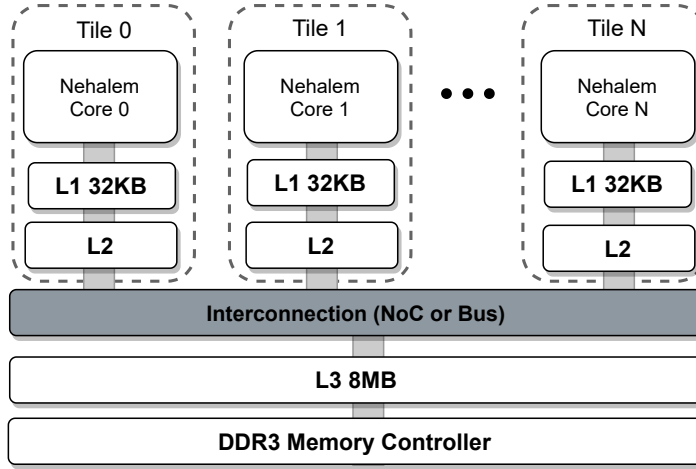 Tile 0
Tile 1
Tile N
Nehalem
Core 0
Nehalem
Core 1
Nehalem
Core N
L1 32KB
L1 32KB
L1 32KB
L2
L2
L2
Interconnection (NoC or Bus)
L3 8MB
DDR3 Memory Controller